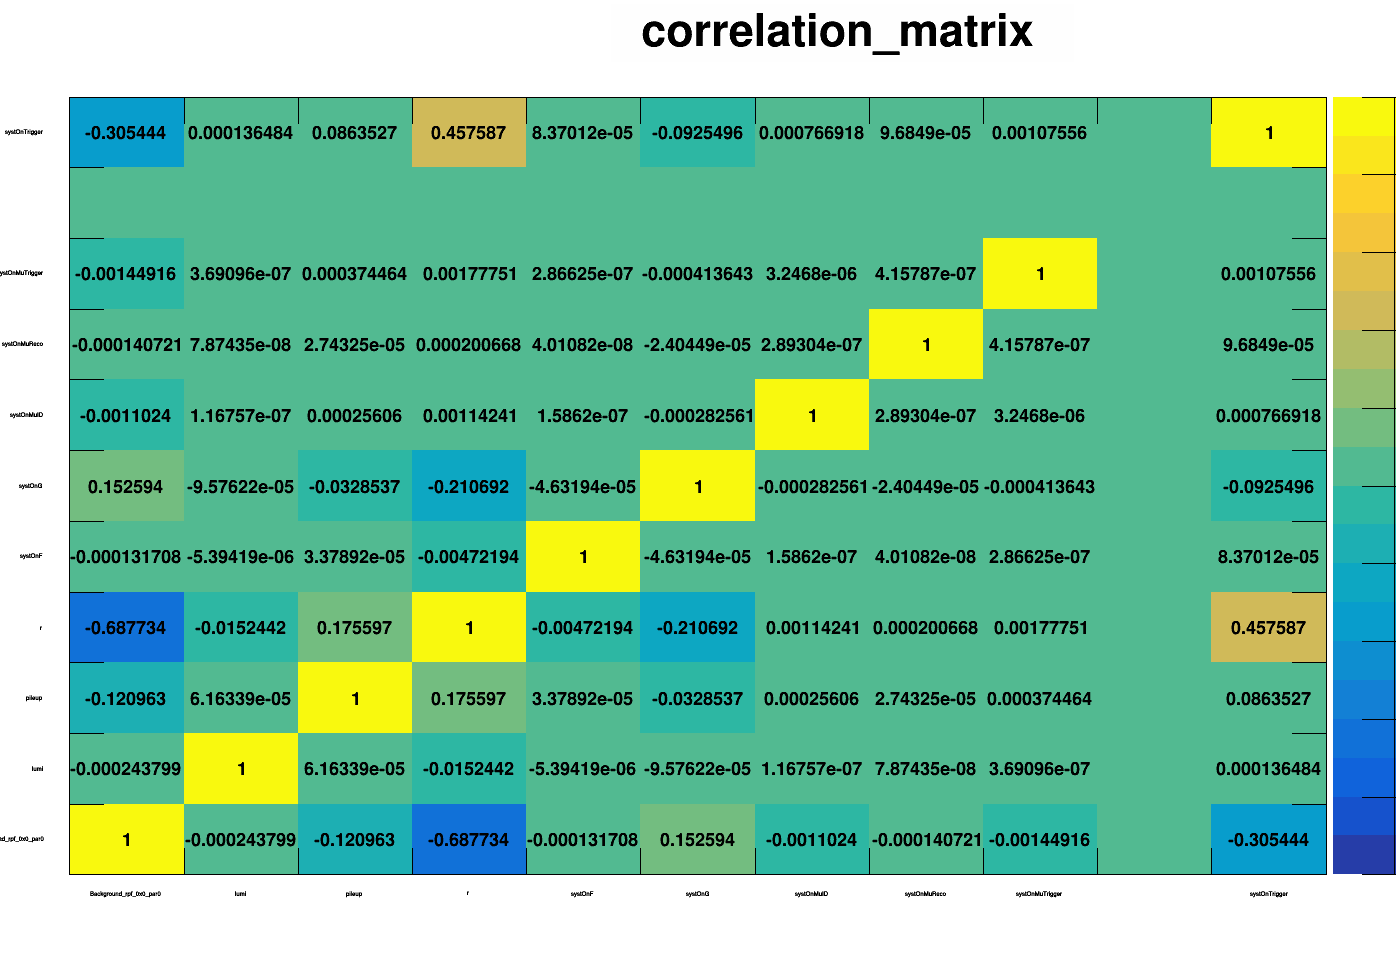 correlation_matrix
systOnTrigger -0.305444 0.000136484 0.0863527 0.457587 8.37012e-05 -0.0925496 0.000766918 9.6849e-05 0.00107556 1
ystOnMuTrigger -0.00144916 3.69096e-07 0.000374464 0.00177751 2.86625e-07 -0.000413643 3.2468e-06 4.15787e-07 1 0.00107556
systOnMuReco -0.000140721 7.87435e-08 2.74325e-05 0.000200668 4.01082e-08 -2.40449e-05 2.89304e-07 1 4.15787e-07 9.6849e-05
systOnMuID -0.0011024 1.16757e-07 0.00025606 0.00114241 1.5862e-07 -0.000282561 1 2.89304e-07 3.2468e-06 0.000766918
systOnG 0.152594 -9.57622e-05 -0.0328537 -0.210692 -4.63194e-05 1 -0.000282561 -2.40449e-05 -0.000413643 -0.0925496
systOnF -0.000131708 -5.39419e-06 3.37892e-05 -0.00472194 1 -4.63194e-05 1.5862e-07 4.01082e-08 2.86625e-07 8.37012e-05
r -0.687734 -0.0152442 0.175597 1 -0.00472194 -0.210692 0.00114241 0.000200668 0.00177751 0.457587
pileup -0.120963 6.16339e-05 1 0.175597 3.37892e-05 -0.0328537 0.00025606 2.74325e-05 0.000374464 0.0863527
lumi -0.000243799 1 6.16339e-05 -0.0152442 -5.39419e-06 -9.57622e-05 1.16757e-07 7.87435e-08 3.69096e-07 0.000136484
nd_rpf_0x0_par0 1 -0.000243799 -0.120963 -0.687734 -0.000131708 0.152594 -0.0011024 -0.000140721 -0.00144916 -0.305444
Background_rpf_0x0_par0 lumi pileup r systOnF systOnG systOnMuID systOnMuReco systOnMuTrigger systOnTrigger